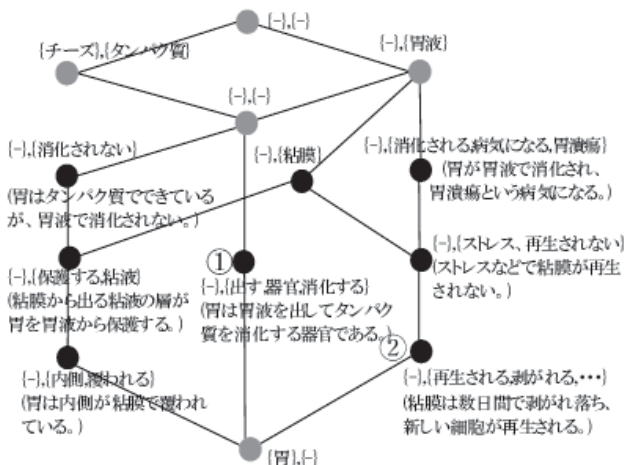 {−},{−}
{チーズ},{タンパク質}
{−},{胃液}
{−},{−}
{−},{消化されない}
(胃はタンパク質でできている
が、胃液で消化されない。)
{−},{粘膜}
{−},{消化される,病気になる,胃潰瘍}
(胃が胃液で消化され、
胃潰瘍という病気になる。)
{−},{保護する,粘液}
(粘膜から出る粘液の層が
胃を胃液から保護する。)
①
{−},{出す,器官,消化する}
(胃は胃液を出してタンパク
質を消化する器官である。)
{−},{ストレス、再生されない}
(ストレスなどで粘膜が再生
されない。)
{−},{内側,覆われる}
(胃は内側が粘膜で覆われ
ている。)
②
{−},{再生される,剥がれる,・・・}
(粘膜は数日間で剥がれ落ち、
新しい細胞が再生される。)
{胃},{−}